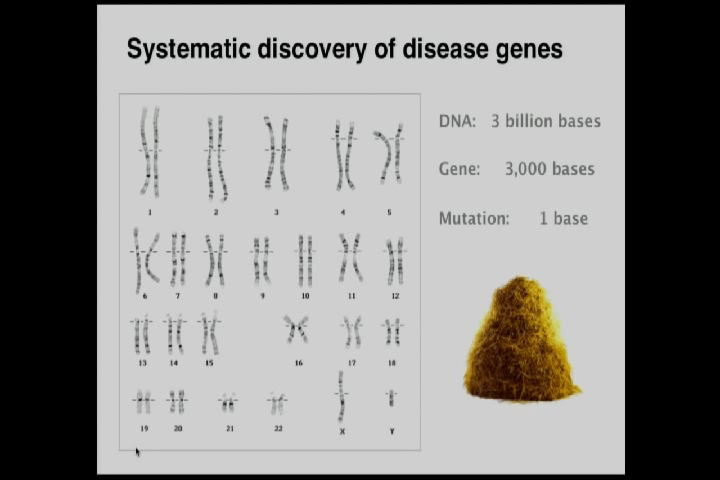 Systematic discovery of disease genes
DNA: 3 billion bases
Gene: 3,000 bases
Mutation: 1 base
1 2 3 4 5
6 7 8 9 10 11 12
13 14 15 16 17 18
19 20 21 22 X Y